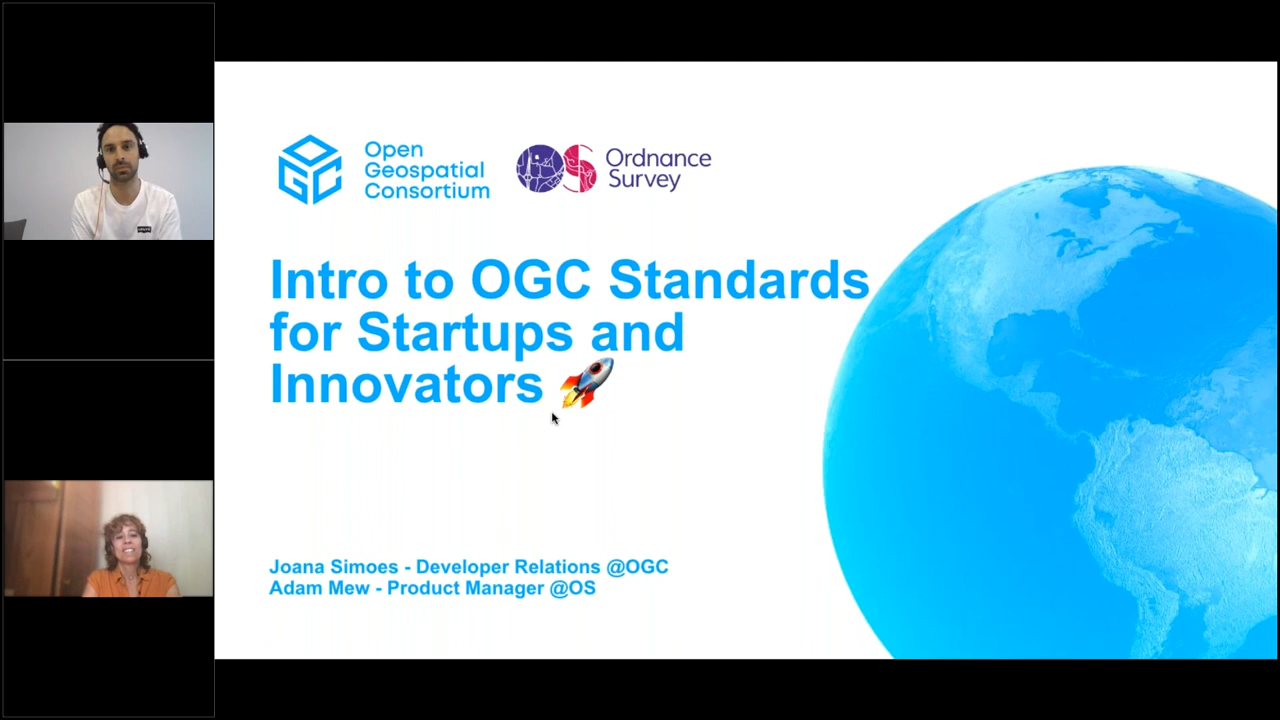 Open
Geospatial
Consortium
OS
Ordnance
Survey
Intro to OGC Standards
for Startups and
Innovators 🚀
Joana Simoes - Developer Relations @OGC
Adam Mew - Product Manager @OS